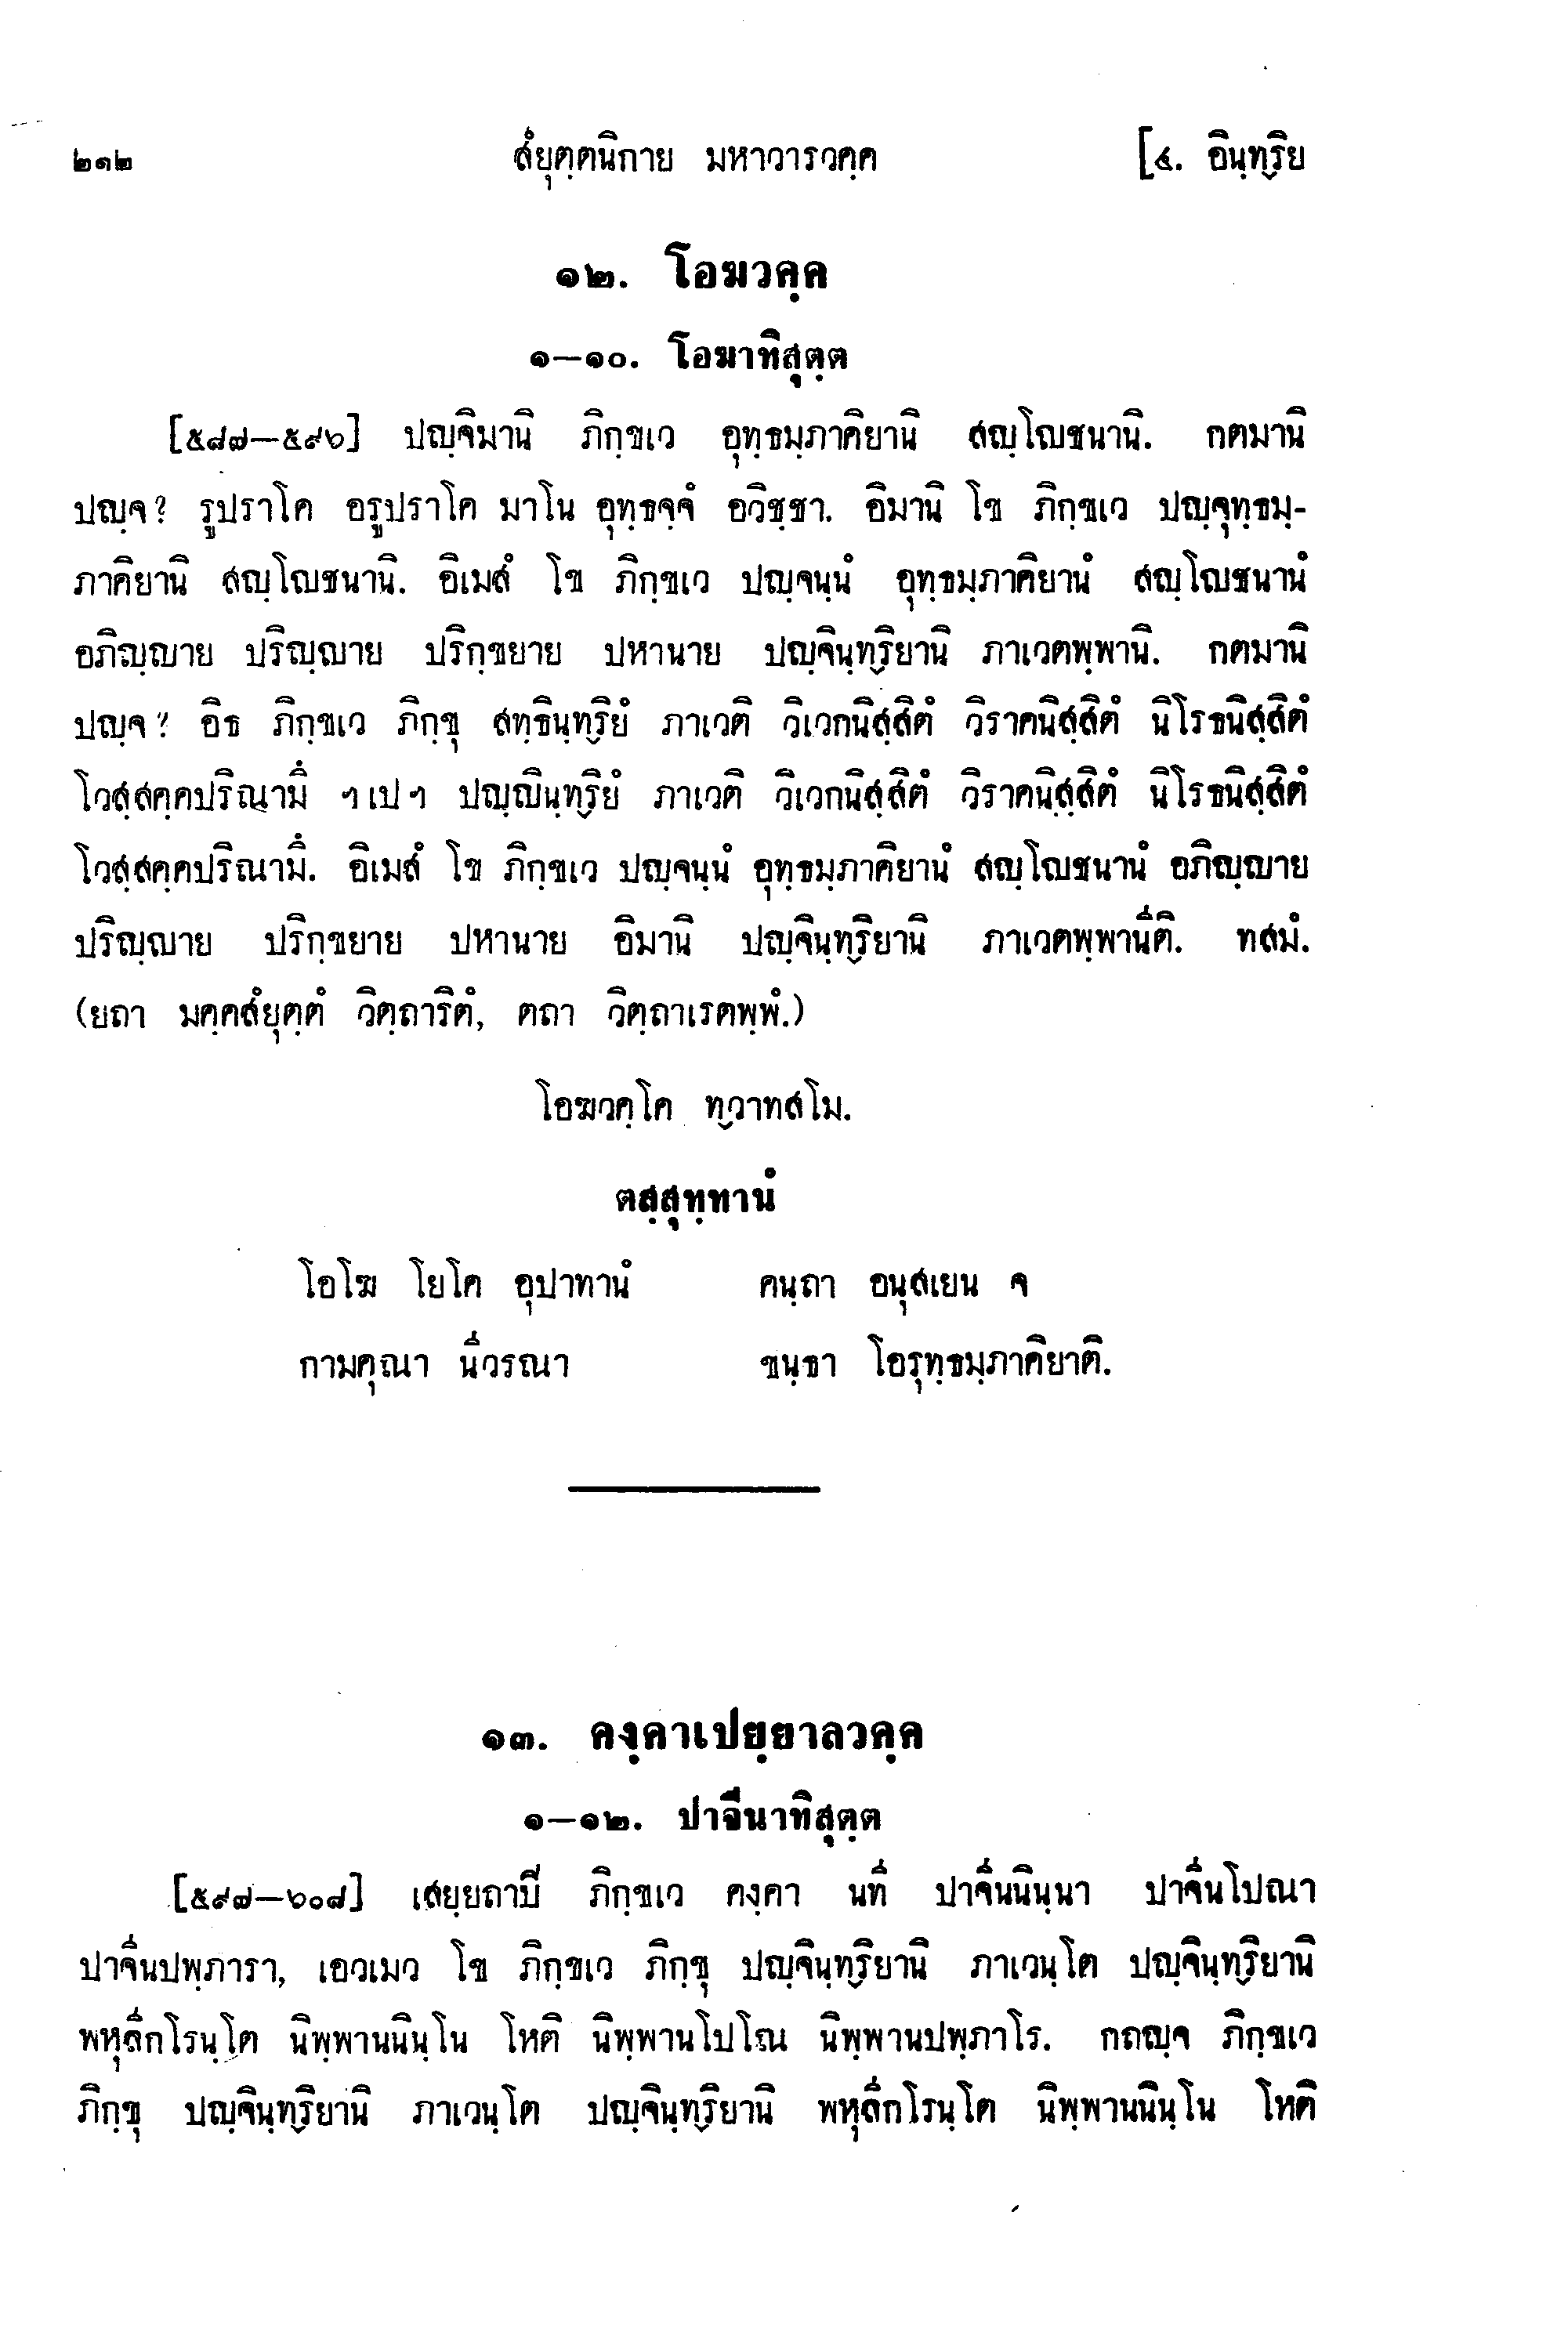 ๒๑๒ สํยุตฺตนิกาย มหาวารวคฺค [๔. อินฺทฺริย
๑๒. โอฆวคฺค
๑–๑๐. โอฆาทิสุตฺต
[๕๘๗–๕๙๖] ปญฺจิมานิ ภิกฺขเว อุทฺธมฺภาคิยานิ สญฺโญชนานิ. กตมานิ
ปญฺจ? รูปราโค อรูปราโค มาโน อุทฺธจฺจํ อวิชฺชา. อิมานิ โข ภิกฺขเว ปญฺจุทฺธมฺ-
ภาคิยานิ สญฺโญชนานิ. อิเมสํ โข ภิกฺขเว ปญฺจนฺนํ อุทฺธมฺภาคิยานํ สญฺโญชนานํ
อภิญฺญาย ปริญฺญาย ปริกฺขยาย ปหานาย ปญฺจินฺทฺริยานิ ภาเวตพฺพานิ. กตมานิ
ปญฺจ? อิธ ภิกฺขเว ภิกฺขุ สทฺธินฺทฺริยํ ภาเวติ วิเวกนิสฺสิตํ วิราคนิสฺสิตํ นิโรธนิสฺสิตํ
โวสฺสคฺคปริณามึ ฯเปฯ ปญฺญินฺทฺริยํ ภาเวติ วิเวกนิสฺสิตํ วิราคนิสฺสิตํ นิโรธนิสฺสิตํ
โวสฺสคฺคปริณามึ. อิเมสํ โข ภิกฺขเว ปญฺจนฺนํ อุทฺธมฺภาคิยานํ สญฺโญชนานํ อภิญฺญาย
ปริญฺญาย ปริกฺขยาย ปหานาย อิมานิ ปญฺจินฺทฺริยานิ ภาเวตพฺพานีติ. ทสมํ.
(ยถา มคฺคสํยุตฺตํ วิตฺถาริตํ, ตถา วิตฺถาเรตพฺพํ.)
โอฆวคฺโค ทฺวาทสโม.
ตสฺสุทฺทานํ
โอโฆ โยโค อุปาทานํ คนฺถา อนุสเยน จ
กามคุณา นีวรณา ขนฺธา โอรุทฺธมฺภาคิยาติ.
๑๓. คงฺคาเปยฺยาลวคฺค
๑–๑๒. ปาจีนาทิสุตฺต
[๕๙๗–๖๐๘] เสยฺยถาปิ ภิกฺขเว คงฺคา นที ปาจีนนินฺนา ปาจีนโปณา
ปาจีนปพฺภารา, เอวเมว โข ภิกฺขเว ภิกฺขุ ปญฺจินฺทฺริยานิ ภาเวนฺโต ปญฺจินฺทฺริยานิ
พหุลีกโรนฺโต นิพฺพานนินฺโน โหติ นิพฺพานโปโณ นิพฺพานปพฺภาโร. กถญฺจ ภิกฺขเว
ภิกฺขุ ปญฺจินฺทฺริยานิ ภาเวนฺโต ปญฺจินฺทฺริยานิ พหุลีกโรนฺโต นิพฺพานนินฺโน โหติ